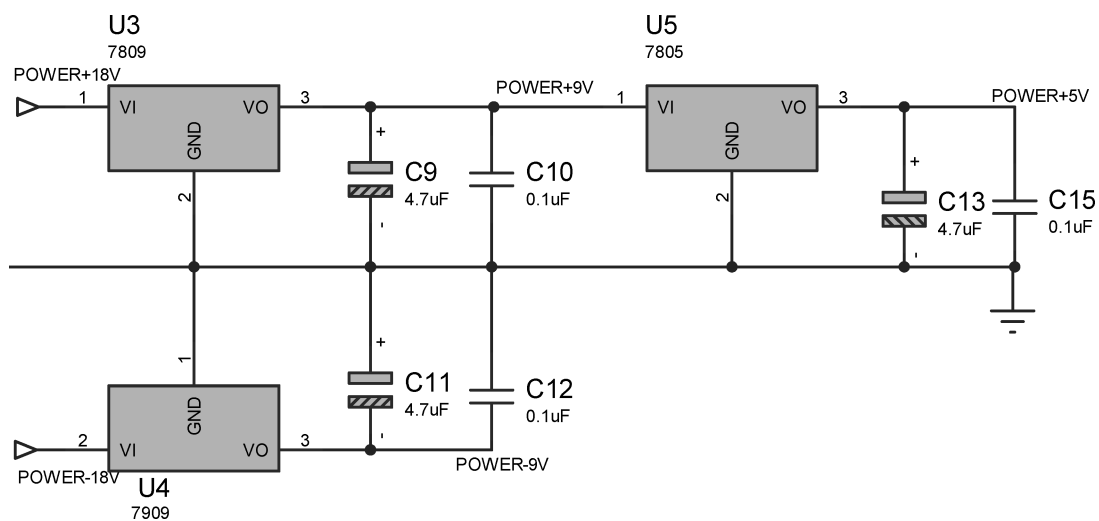 U3
7809
U5
7805
POWER+18V
1
VI
VO
GND
2
3
POWER+9V
1
VI
VO
GND
2
3
POWER+5V
+
C9
4.7uF
-
C10
0.1uF
+
C13
4.7uF
-
C15
0.1uF
1
GND
2
VI
VO
3
POWER-18V
U4
7909
+
C11
4.7uF
-
C12
0.1uF
POWER-9V